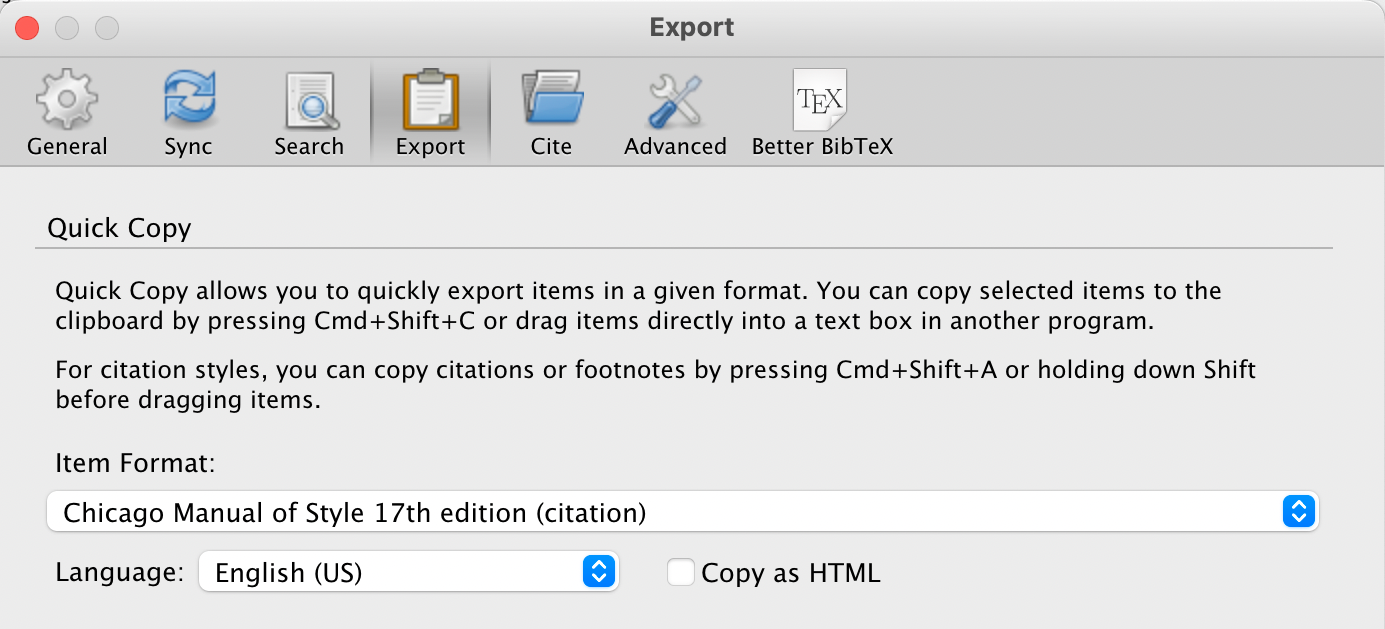 Export
General
Sync
Search
Export
Cite
Advanced
TEX
Better BibTeX
Quick Copy
Quick Copy allows you to quickly export items in a given format. You can copy selected items to the
clipboard by pressing Cmd+Shift+C or drag items directly into a text box in another program.
For citation styles, you can copy citations or footnotes by pressing Cmd+Shift+A or holding down Shift
before dragging items.
Item Format:
Chicago Manual of Style 17th edition (citation)
Language: English (US) Copy as HTML